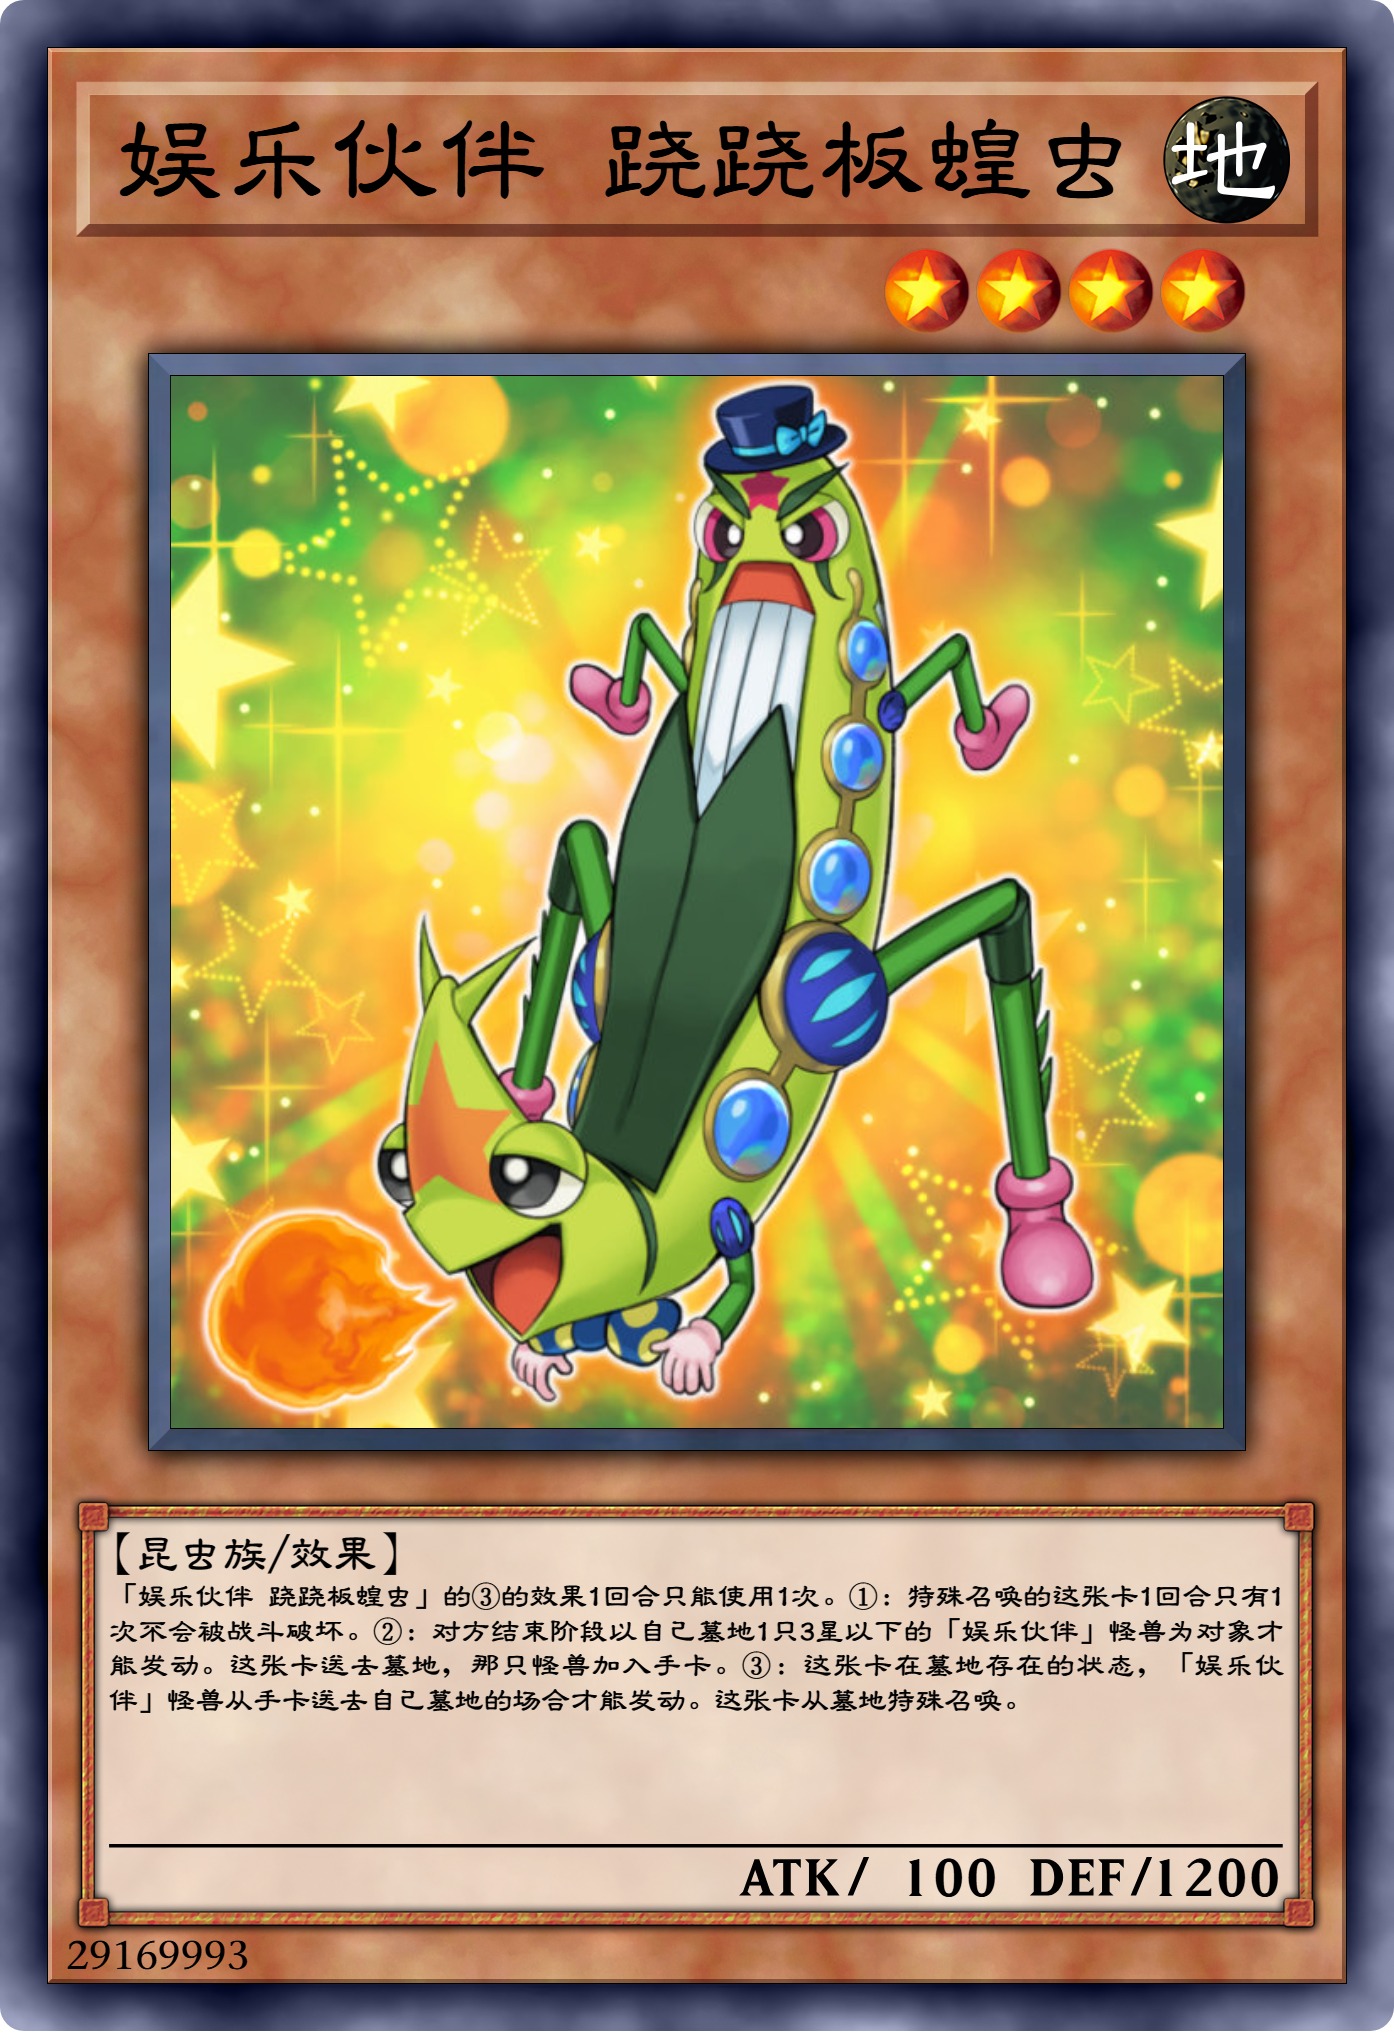 娱乐伙伴 跷跷板蝗虫 地
【昆虫族/效果】
「娱乐伙伴 跷跷板蝗虫」的③的效果1回合只能使用1次。①：特殊召唤的这张卡1回合只有1
次不会被战斗破坏。②：对方结束阶段以自己墓地1只3星以下的「娱乐伙伴」怪兽为对象才
能发动。这张卡送去墓地，那只怪兽加入手卡。③：这张卡在墓地存在的状态，「娱乐伙
伴」怪兽从手卡送去自己墓地的场合才能发动。这张卡从墓地特殊召唤。
ATK/ 100 DEF/1200
29169993